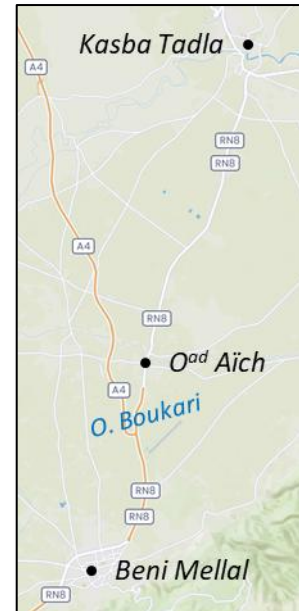 Kasba Tadla
A4
RN8
RN8
A4
RN8
Oad Aïch
A4
O. Boukari
RN8
RN8
Beni Mellal
RN8